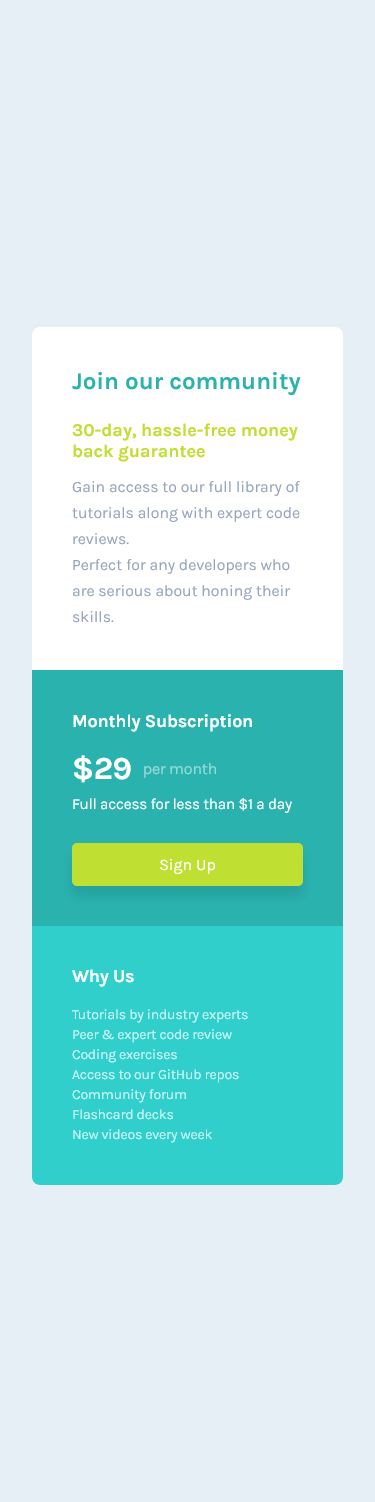 Join our community
30-day, hassle-free money
back guarantee
Gain access to our full library of
tutorials along with expert code
reviews.
Perfect for any developers who
are serious about honing their
skills.
Monthly Subscription
$29 per month
Full access for less than $1 a day
Sign Up
Why Us
Tutorials by industry experts
Peer & expert code review
Coding exercises
Access to our GitHub repos
Community forum
Flashcard decks
New videos every week